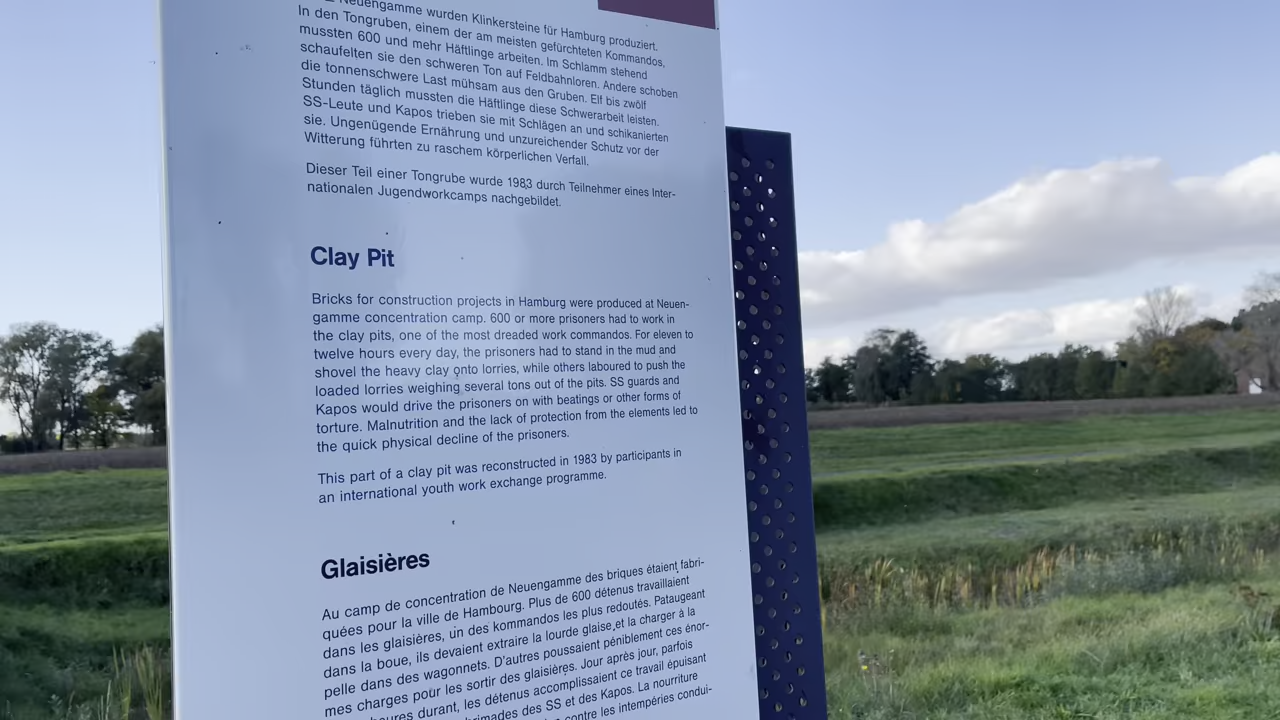 Neuengamme wurden Klinkersteine für Hamburg produziert.
In den Tongruben, einem der am meisten gefürchteten Kommandos,
mussten 600 und mehr Häftlinge arbeiten. Im Schlamm stehend
schaufelten sie den schweren Ton auf Feldbahnloren. Andere schoben
die tonnenschwere Last mühsam aus den Gruben. Elf bis zwölf
Stunden täglich mussten die Häftlinge diese Schwerarbeit leisten.
SS-Leute und Kapos trieben sie mit Schlägen an und schikanierten
sie. Ungenügende Ernährung und unzureichender Schutz vor der
Witterung führten zu raschem körperlichen Verfall.
Dieser Teil einer Tongrube wurde 1983 durch Teilnehmer eines Inter-
nationalen Jugendworkcamps nachgebildet.
Clay Pit
Bricks for construction projects in Hamburg were produced at Neuen-
gamme concentration camp. 600 or more prisoners had to work in
the clay pits, one of the most dreaded work commandos. For eleven to
twelve hours every day, the prisoners had to stand in the mud and
shovel the heavy clay onto lorries, while others laboured to push the
loaded lorries weighing several tons out of the pits. SS guards and
Kapos would drive the prisoners on with beatings or other forms of
torture. Malnutrition and the lack of protection from the elements led to
the quick physical decline of the prisoners.
This part of a clay pit was reconstructed in 1983 by participants in
an international youth work exchange programme.
Glaisières
Au camp de concentration de Neuengamme des briques étaient fabri-
quées pour la ville de Hambourg. Plus de 600 détenus travaillaient
dans les glaisières, un des kommandos les plus redoutés. Pataugeant
dans la boue, ils devaient extraire la lourde glaise et la charger à la
pelle dans des wagonnets. D'autres poussaient péniblement ces énor-
mes charges pour les sortir des glaisières. Jour après jour, parfois
heures durant, les détenus accomplissaient ce travail épuisant
brimades des SS et des Kapos. La nourriture
contre les intempéries condui-